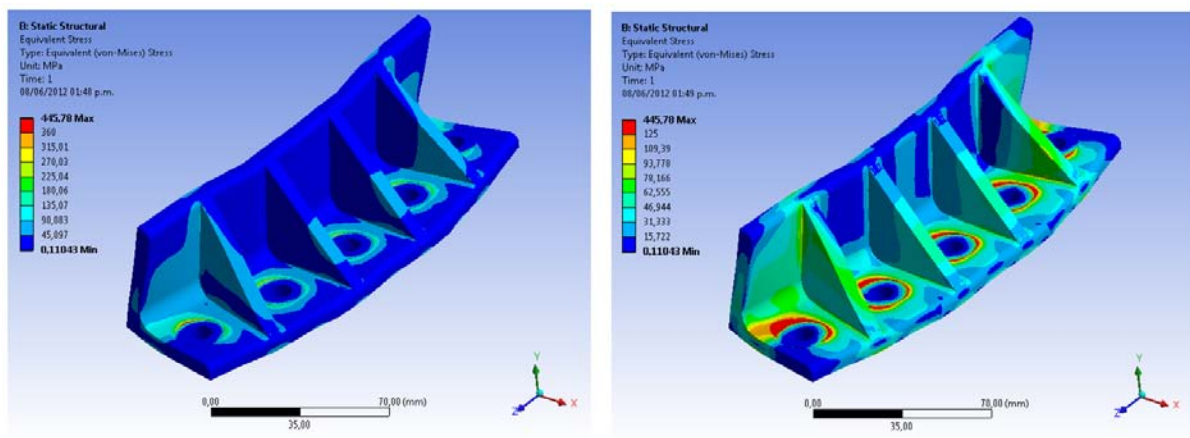 B: Static Structural
Equivalent Stress
Type: Equivalent (von-Mises) Stress
Unit: MPa
Time: 1
08/06/2012 01:48 p.m.
445,78 Max
360
315,01
270,03
225,04
180,06
135,07
90,083
45,097
0,11043 Min
0,00
70,00 (mm)
35,00
Y
Z
X
B: Static Structural
Equivalent Stress
Type: Equivalent (von-Mises) Stress
Unit: MPa
Time: 1
08/06/2012 01:49 p.m.
445,78 Max
125
109,39
93,778
78,166
62,555
46,944
31,333
15,722
0,11043 Min
0,00
70,00 (mm)
35,00
Y
Z
X